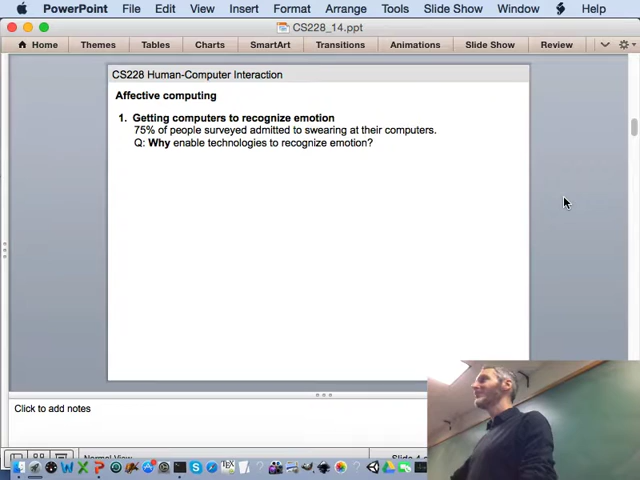 PowerPoint File Edit View Insert Format Arrange Tools Slide Show Window Help
CS228_14.ppt
Home Themes Tables Charts SmartArt Transitions Animations Slide Show Review
CS228 Human-Computer Interaction
Affective computing
1. Getting computers to recognize emotion
75% of people surveyed admitted to swearing at their computers.
Q: Why enable technologies to recognize emotion?
Click to add notes
Normal View